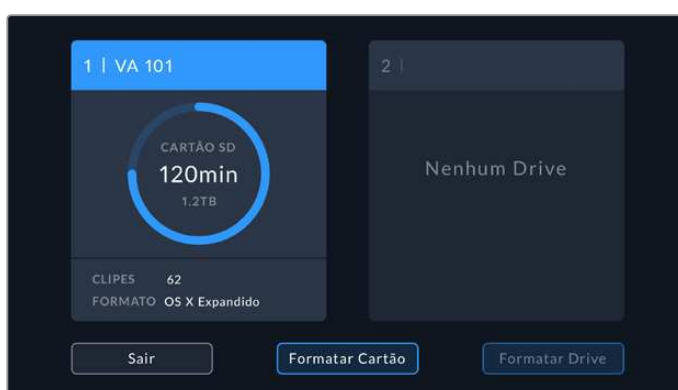 1 | VA 101
2 |
CARTÃO SD
120min
1.2TB
Nenhum Drive
CLIPES 62
FORMATO OS X Expandido
Sair
Formatar Cartão
Formatar Drive